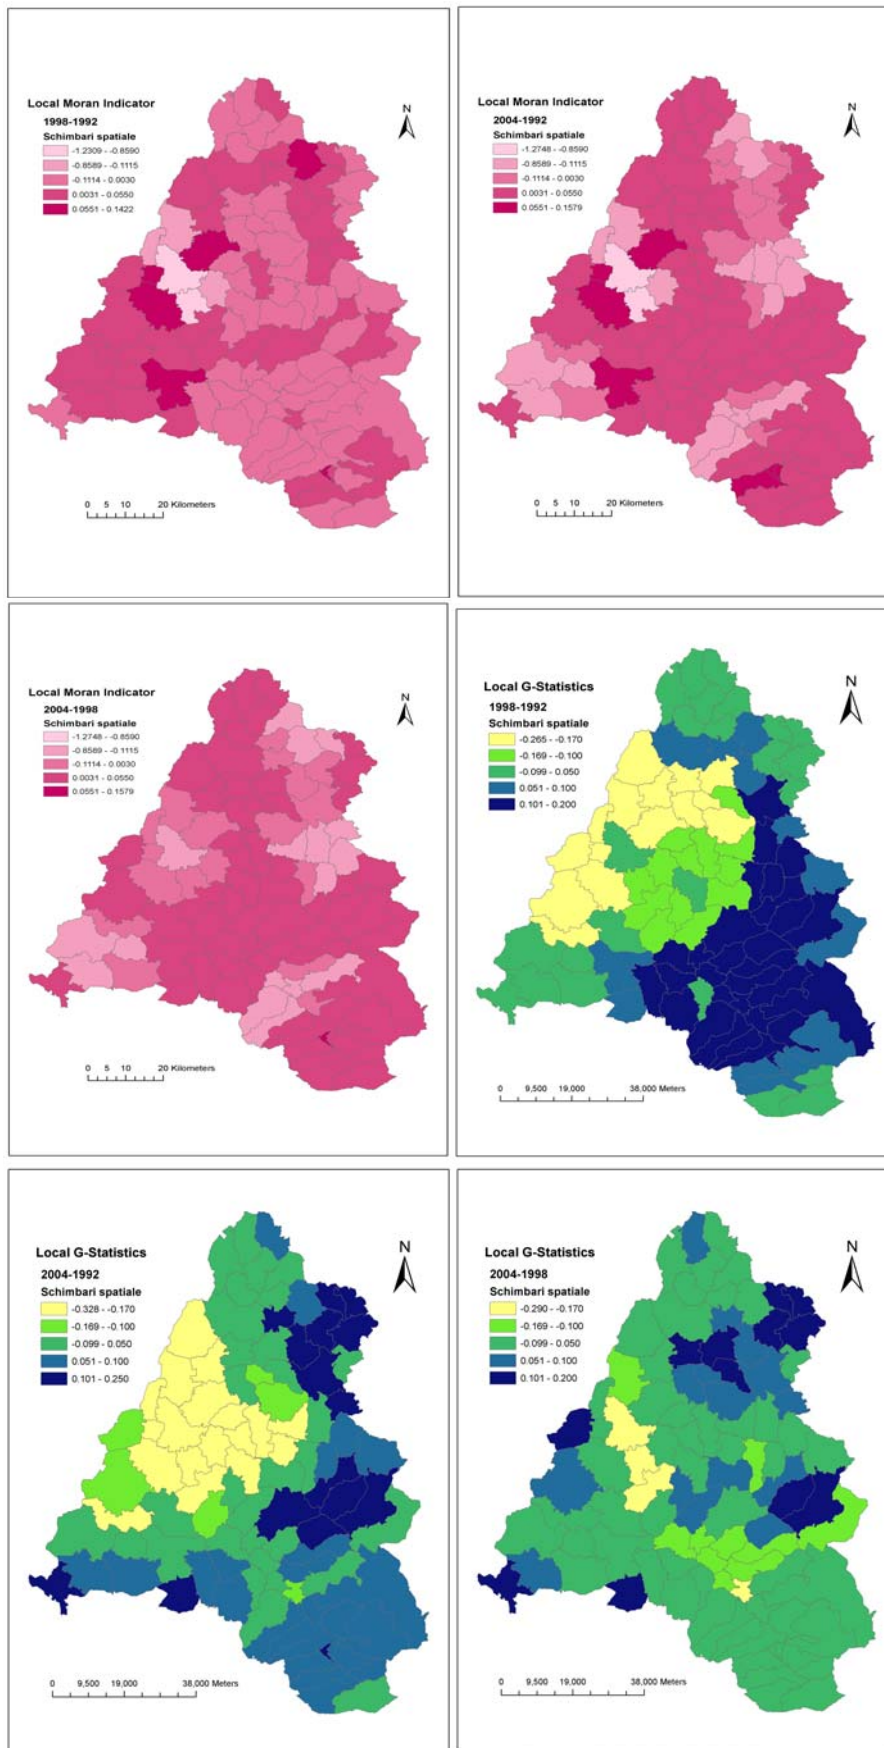 Local Moran Indicator
1998-1992
Schimbari spatiale
-1.2309 - -0.8590
-0.8589 - -0.1115
-0.1114 - 0.0030
0.0031 - 0.0550
0.0551 - 0.1422
N
0 5 10 20 Kilometers
Local Moran Indicator
2004-1992
Schimbari spatiale
-1.2748 - -0.8590
-0.8589 - -0.1115
-0.1114 - 0.0030
0.0031 - 0.0550
0.0551 - 0.1579
N
0 5 10 20 Kilometers
Local Moran Indicator
2004-1998
Schimbari spatiale
-1.2748 - -0.8590
-0.8589 - -0.1115
-0.1114 - 0.0030
0.0031 - 0.0550
0.0551 - 0.1579
N
0 5 10 20 Kilometers
Local G-Statistics
1998-1992
Schimbari spatiale
-0.265 - -0.170
-0.169 - -0.100
-0.099 - 0.050
0.051 - 0.100
0.101 - 0.200
N
0 9,500 19,000 38,000 Meters
Local G-Statistics
2004-1992
Schimbari spatiale
-0.328 - -0.170
-0.169 - -0.100
-0.099 - 0.050
0.051 - 0.100
0.101 - 0.250
N
0 9,500 19,000 38,000 Meters
Local G-Statistics
2004-1998
Schimbari spatiale
-0.290 - -0.170
-0.169 - -0.100
-0.099 - 0.050
0.051 - 0.100
0.101 - 0.200
N
0 9,500 19,000 38,000 Meters